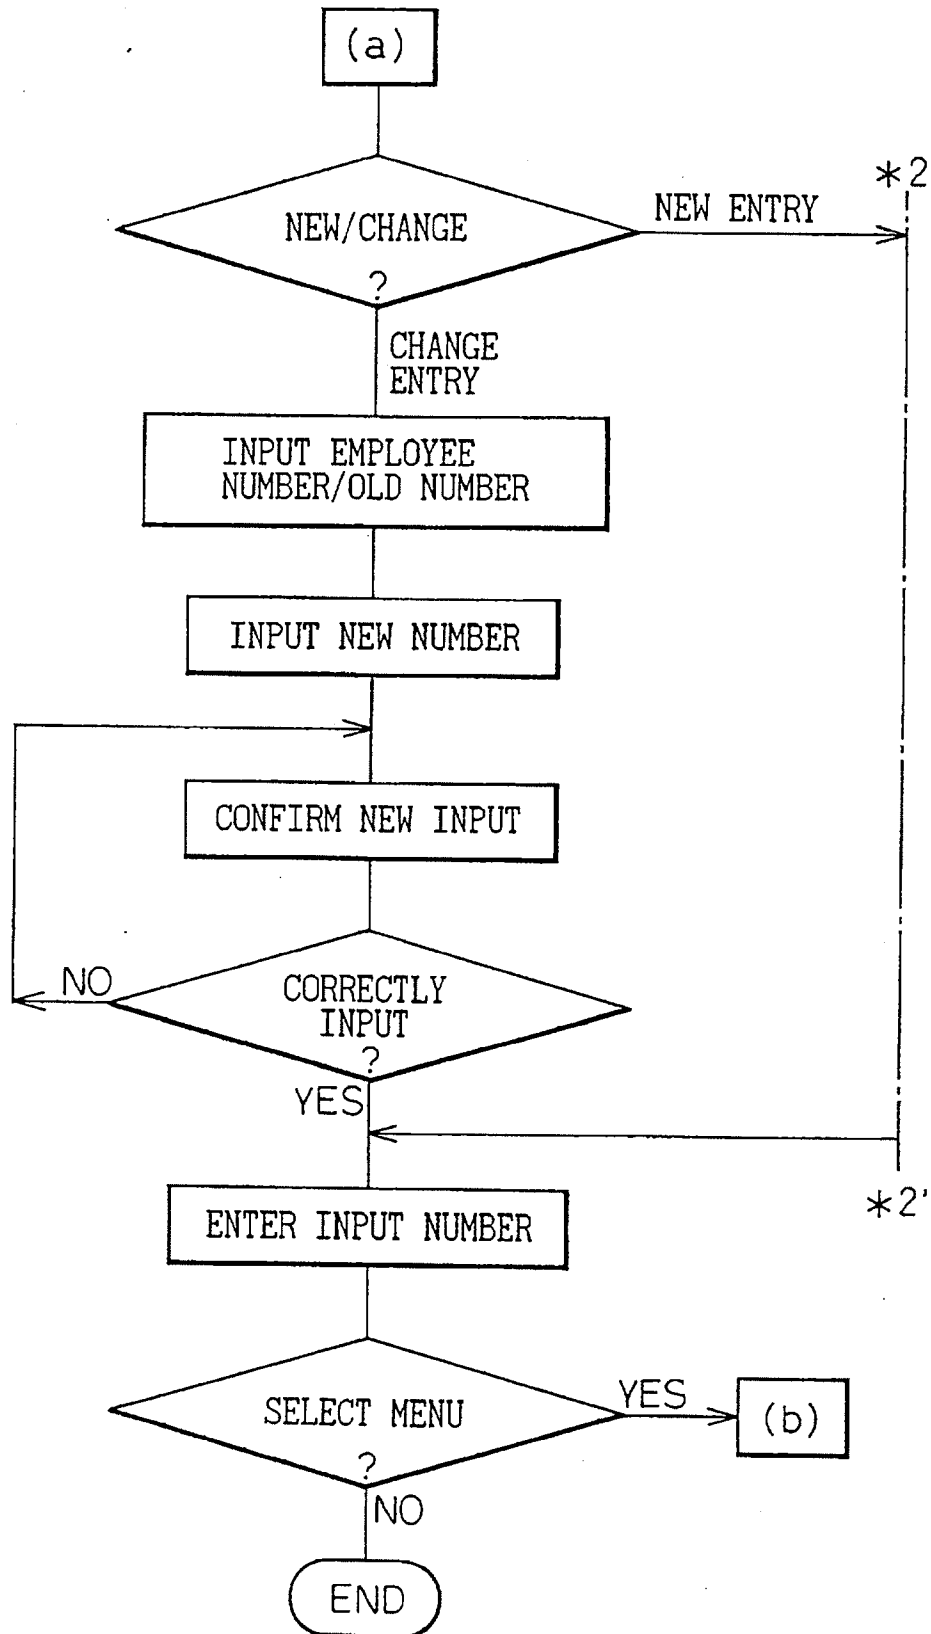 (a)
*2
NEW/CHANGE
?
NEW ENTRY
CHANGE
ENTRY
INPUT EMPLOYEE
NUMBER/OLD NUMBER
INPUT NEW NUMBER
CONFIRM NEW INPUT
NO
CORRECTLY
INPUT
?
YES
*2'
ENTER INPUT NUMBER
SELECT MENU
?
YES
(b)
NO
END